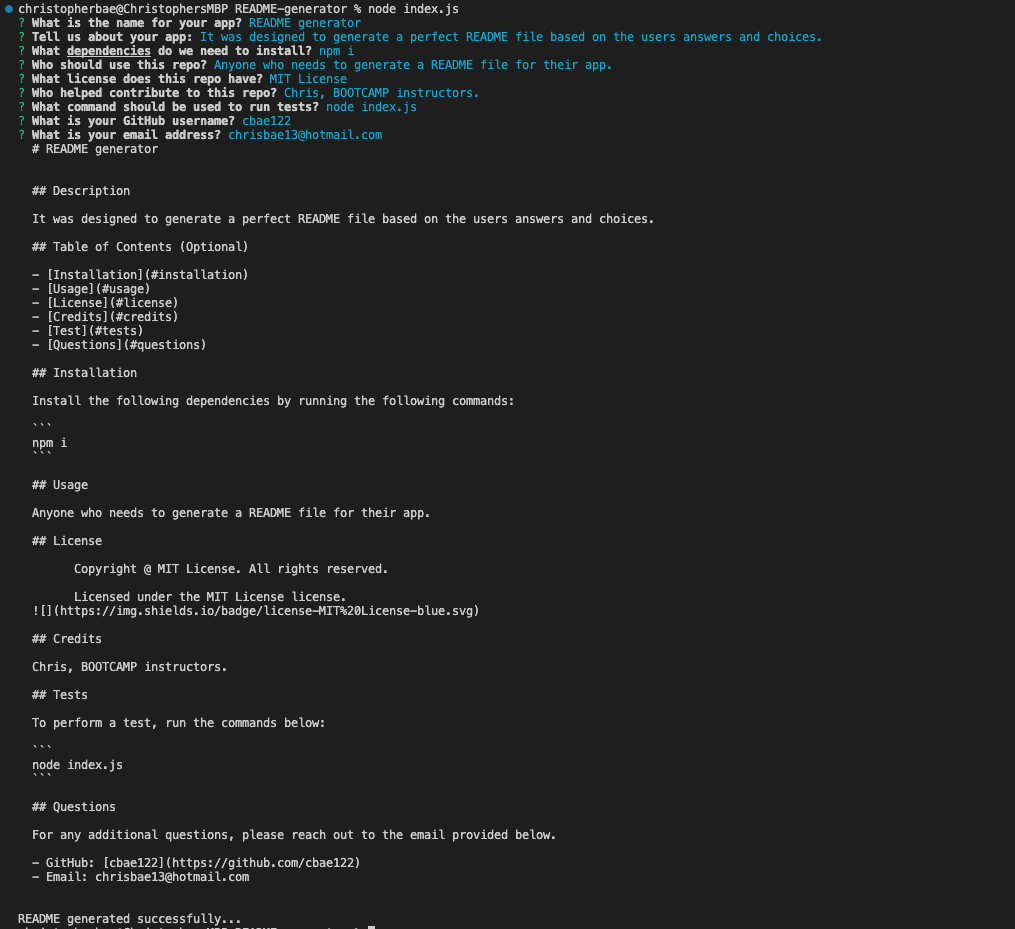 christopherbae@ChristophersMBP README-generator % node index.js
? What is the name for your app? README generator
? Tell us about your app: It was designed to generate a perfect README file based on the users answers and choices.
? What dependencies do we need to install? npm i
? Who should use this repo? Anyone who needs to generate a README file for their app.
? What license does this repo have? MIT License
? Who helped contribute to this repo? Chris, BOOTCAMP instructors.
? What command should be used to run tests? node index.js
? What is your GitHub username? cbae122
? What is your email address? chrisbae13@hotmail.com
# README generator
## Description
It was designed to generate a perfect README file based on the users answers and choices.
## Table of Contents (Optional)
- [Installation](#installation)
- [Usage](#usage)
- [License](#license)
- [Credits](#credits)
- [Test](#tests)
- [Questions](#questions)
## Installation
Install the following dependencies by running the following commands:
```
npm i
```
## Usage
Anyone who needs to generate a README file for their app.
## License
Copyright @ MIT License. All rights reserved.
Licensed under the MIT License license.
![](https://img.shields.io/badge/license-MIT%20License-blue.svg)
## Credits
Chris, BOOTCAMP instructors.
## Tests
To perform a test, run the commands below:
```
node index.js
```
## Questions
For any additional questions, please reach out to the email provided below.
- GitHub: [cbae122](https://github.com/cbae122)
- Email: chrisbae13@hotmail.com
README generated successfully...